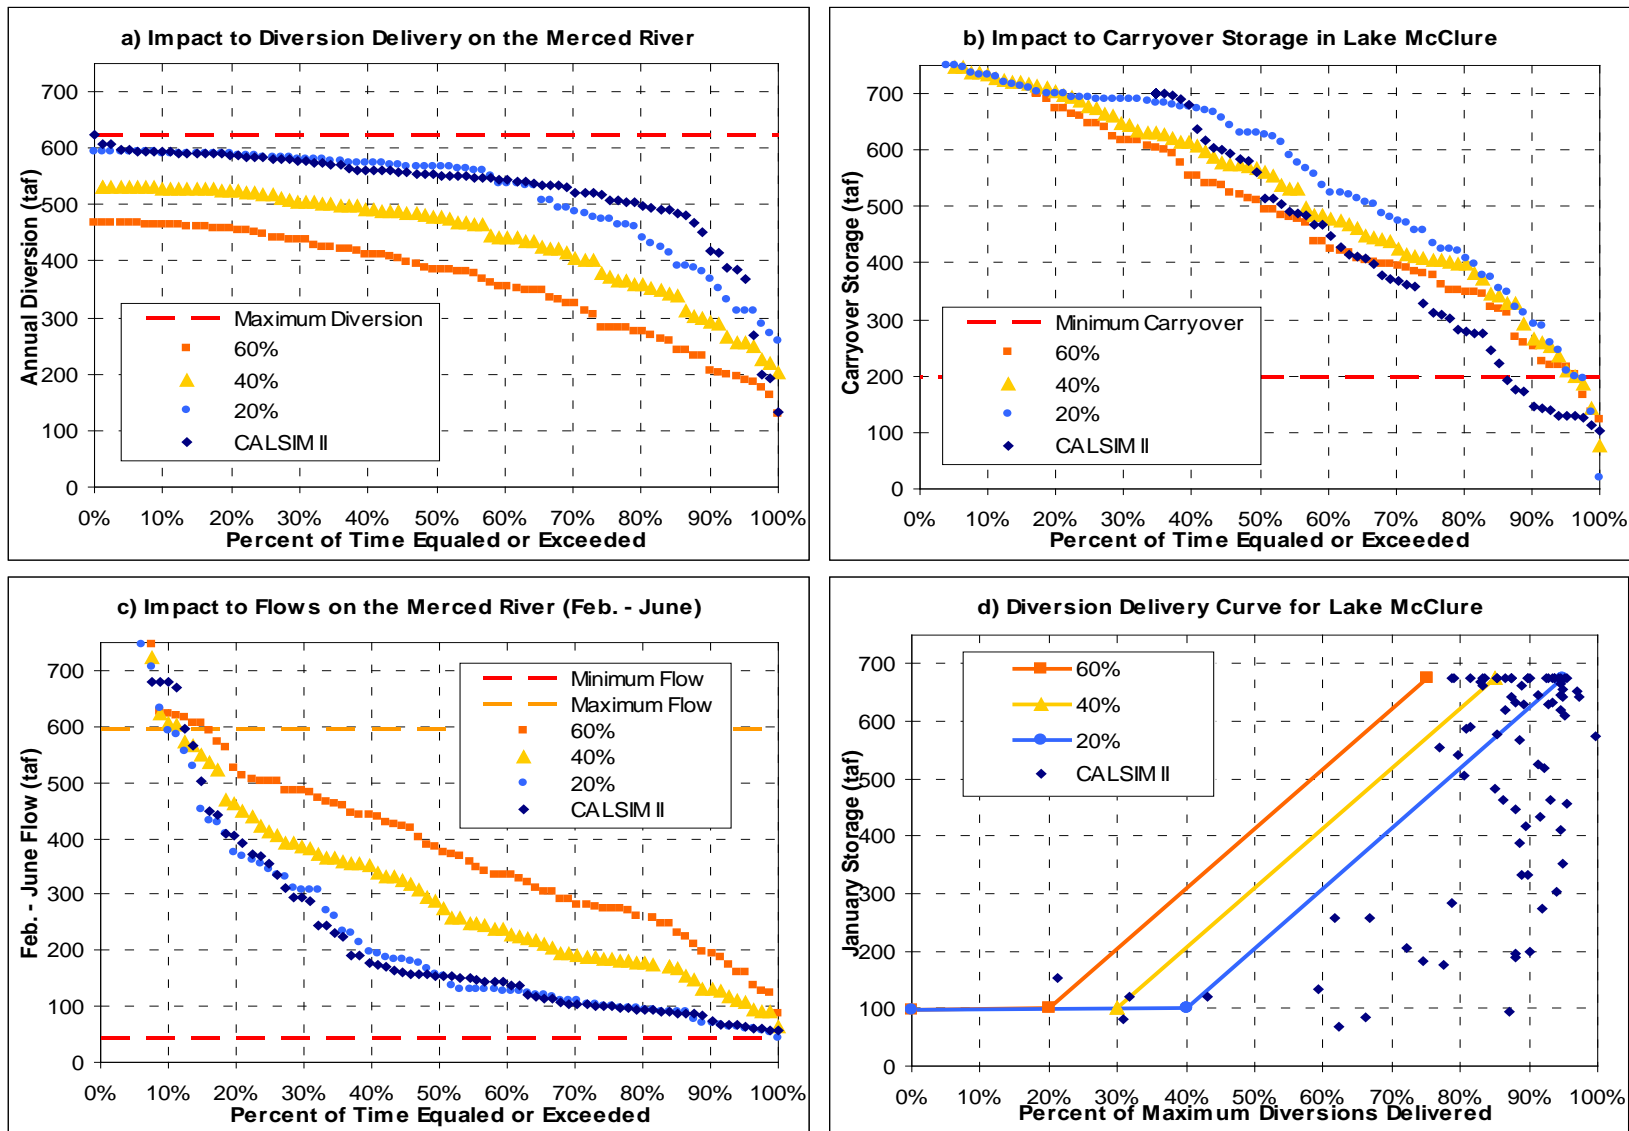 a) Impact to Diversion Delivery on the Merced River
Annual Diversion (taf)
700
600
500
400
300
200
100
0
Maximum Diversion
60%
40%
20%
CALSIM II
0% 10% 20% 30% 40% 50% 60% 70% 80% 90% 100%
Percent of Time Equaled or Exceeded
b) Impact to Carryover Storage in Lake McClure
Carryover Storage (taf)
700
600
500
400
300
200
100
0
Minimum Carryover
60%
40%
20%
CALSIM II
0% 10% 20% 30% 40% 50% 60% 70% 80% 90% 100%
Percent of Time Equaled or Exceeded
c) Impact to Flows on the Merced River (Feb. - June)
Feb. - June Flow (taf)
700
600
500
400
300
200
100
0
Minimum Flow
Maximum Flow
60%
40%
20%
CALSIM II
0% 10% 20% 30% 40% 50% 60% 70% 80% 90% 100%
Percent of Time Equaled or Exceeded
d) Diversion Delivery Curve for Lake McClure
January Storage (taf)
700
600
500
400
300
200
100
0
60%
40%
20%
CALSIM II
0% 10% 20% 30% 40% 50% 60% 70% 80% 90% 100%
Percent of Maximum Diversions Delivered